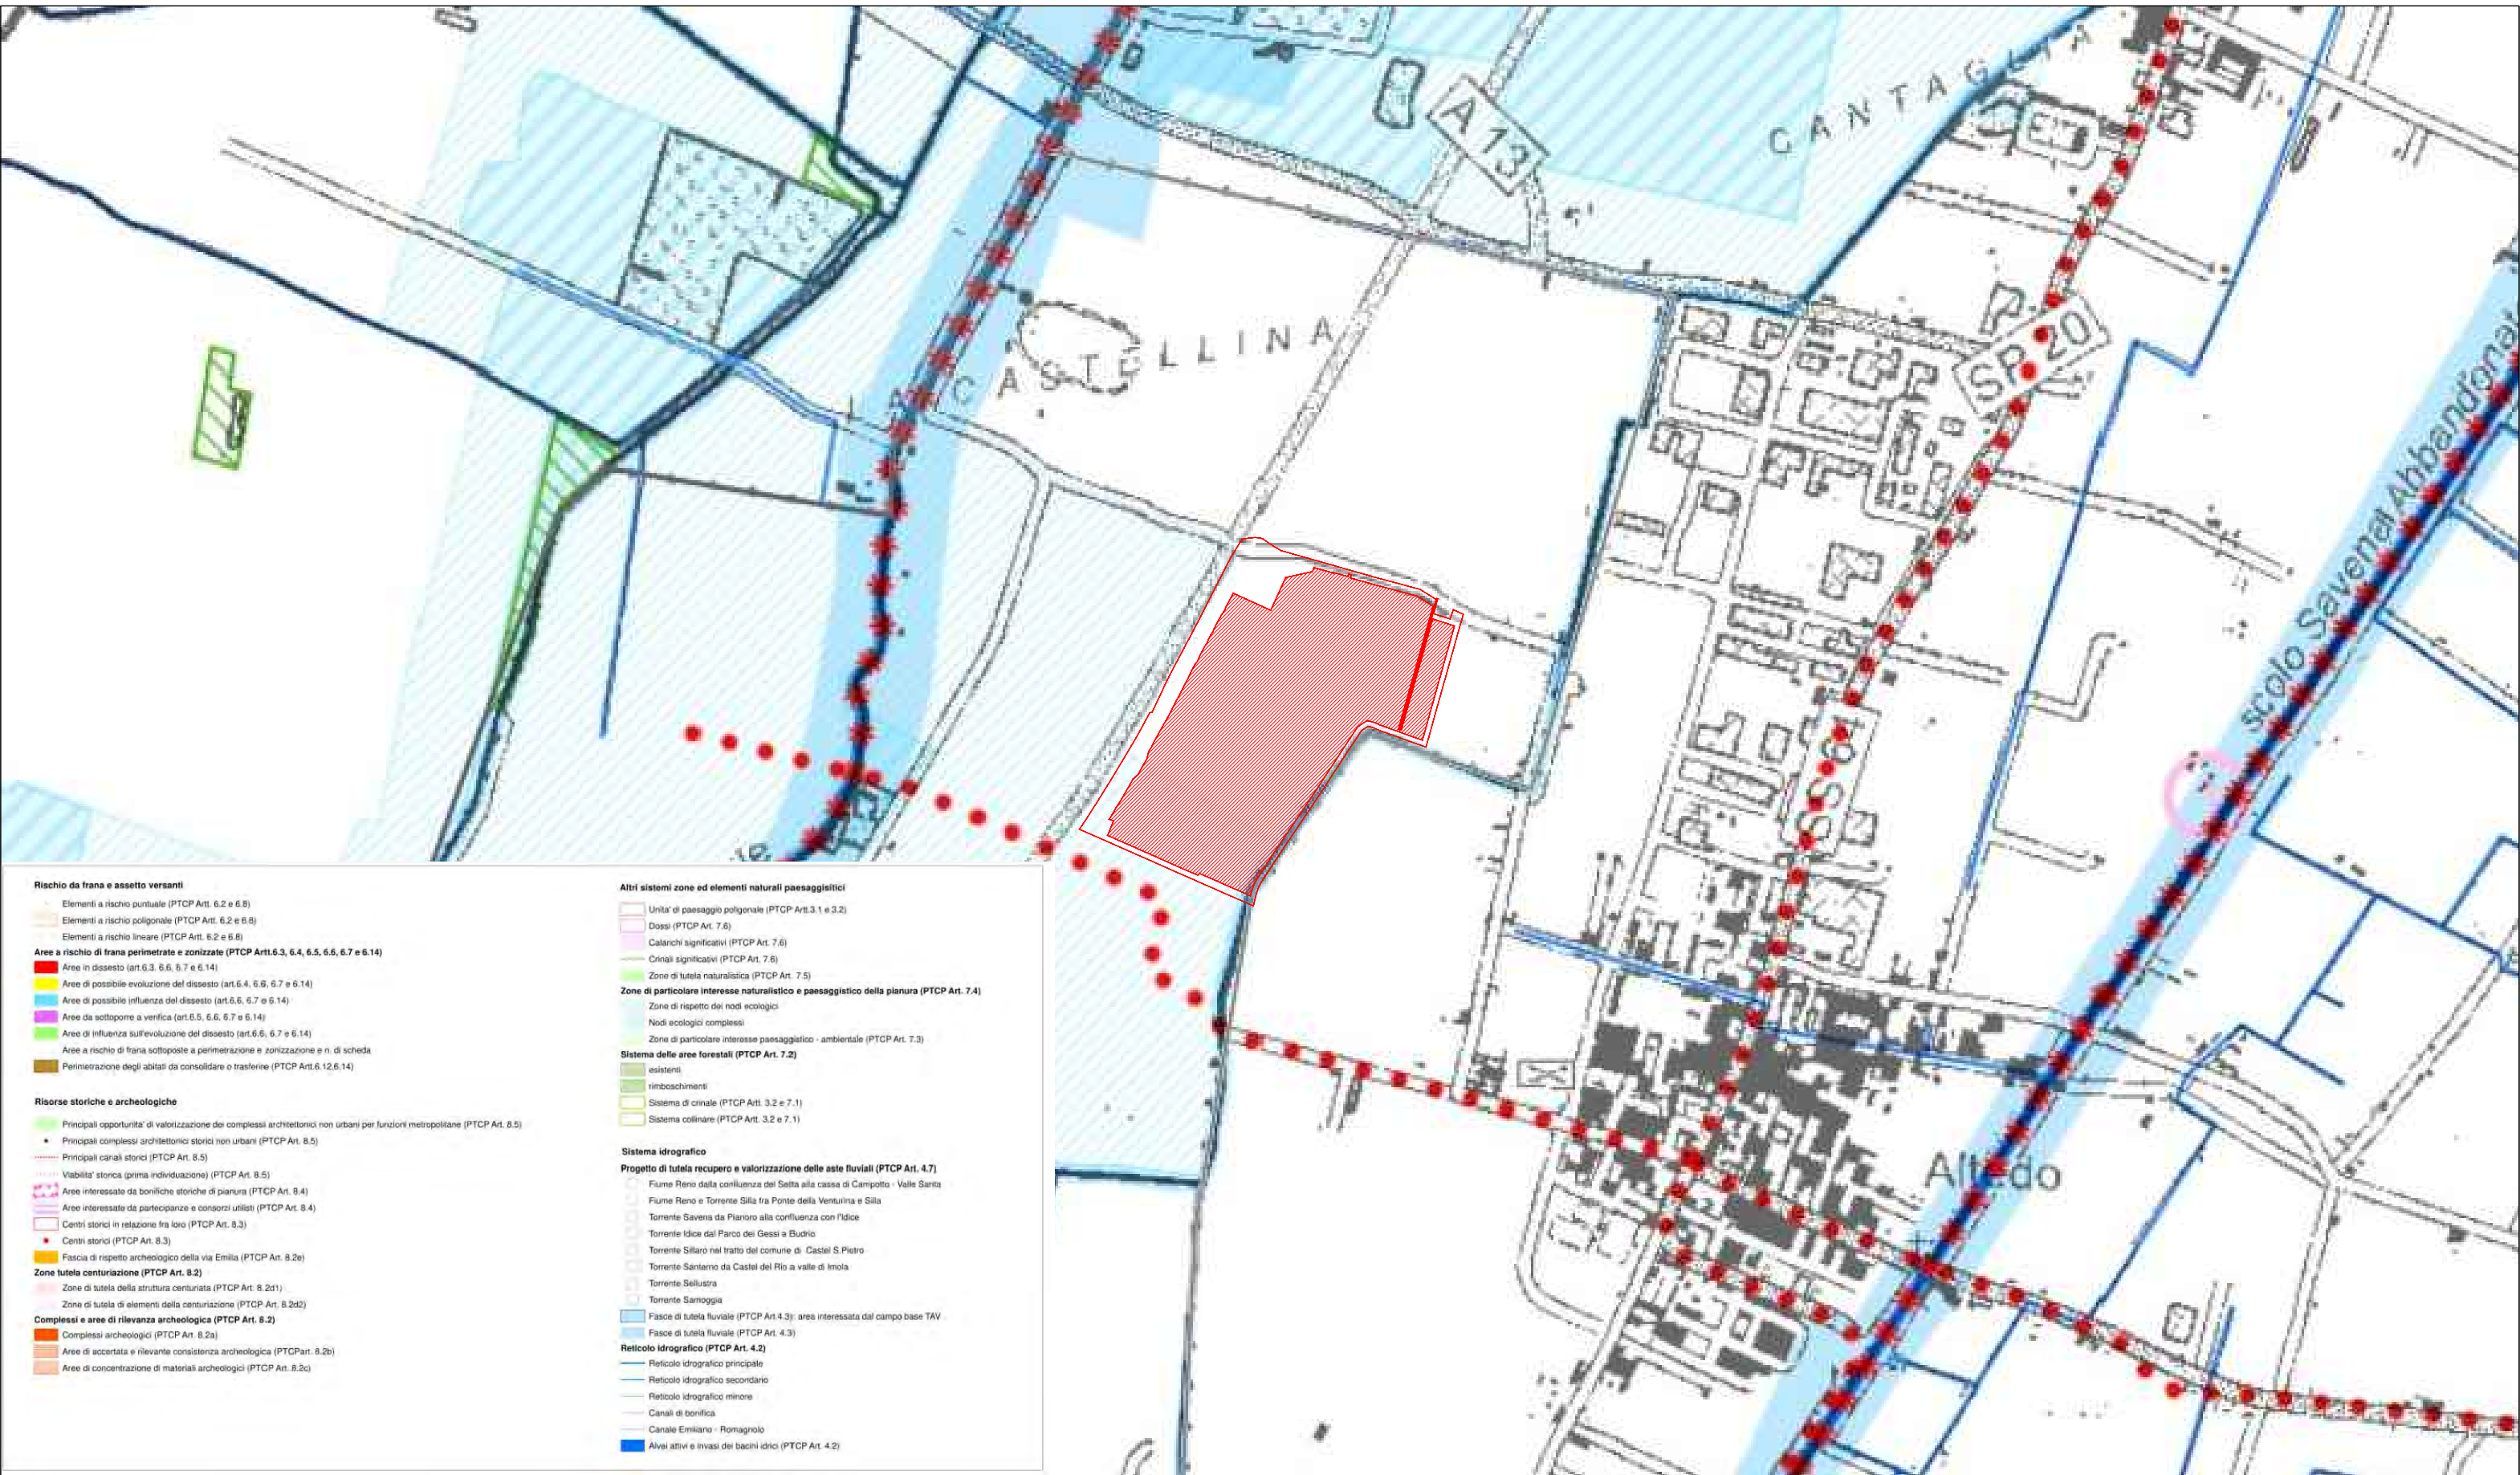 A 13
CANTAGLIA
CASTELLINA
SP 20
scolo Savena Abbandonat
Altedo
Rischio da frana e assetto versanti
Elementi a rischio puntuale (PTCP Artt. 6.2 e 6.8)
Elementi a rischio poligonale (PTCP Artt. 6.2 e 6.8)
Elementi a rischio lineare (PTCP Artt. 6.2 e 6.8)
Aree a rischio di frana perimetrate e zonizzate (PTCP Artt.6.3, 6.4, 6.5, 6.6, 6.7 e 6.14)
Aree in dissesto (art.6.3. 6.6, 6.7 e 6.14)
Aree di possibile evoluzione del dissesto (art.6.4, 6.6, 6.7 e 6.14)
Aree di possibile influenza del dissesto (art.6.6, 6.7 e 6.14)
Aree da sottoporre a verifica (art.6.5, 6.6, 6.7 e 6.14)
Aree di influenza sull'evoluzione del dissesto (art.6.6, 6.7 e 6.14)
Aree a rischio di frana sottoposte a perimetrazione e zonizzazione e n. di scheda
Perimetrazione degli abitati da consolidare o trasferire (PTCP Artt.6.12,6.14)
Risorse storiche e archeologiche
Principali opportunita' di valorizzazione dei complessi architettonici non urbani per funzioni metropolitane (PTCP Art. 8.5)
Principali complessi architettonici storici non urbani (PTCP Art. 8.5)
Principali canali storici (PTCP Art. 8.5)
Viabilita' storica (prima individuazione) (PTCP Art. 8.5)
Aree interessate da bonifiche storiche di pianura (PTCP Art. 8.4)
Aree interessate da partecipanze e consorzi utilisti (PTCP Art. 8.4)
Centri storici in relazione fra loro (PTCP Art. 8.3)
Centri storici (PTCP Art. 8.3)
Fascia di rispetto archeologico della via Emilia (PTCP Art. 8.2e)
Zone tutela centuriazione (PTCP Art. 8.2)
Zone di tutela della struttura centuriata (PTCP Art. 8.2d1)
Zone di tutela di elementi della centuriazione (PTCP Art. 8.2d2)
Complessi e aree di rilevanza archeologica (PTCP Art. 8.2)
Complessi archeologici (PTCP Art. 8.2a)
Aree di accertata e rilevante consistenza archeologica (PTCPart. 8.2b)
Aree di concentrazione di materiali archeologici (PTCP Art. 8.2c)
Altri sistemi zone ed elementi naturali paesaggisitici
Unita' di paesaggio poligonale (PTCP Artt.3.1 e 3.2)
Dossi (PTCP Art. 7.6)
Calanchi significativi (PTCP Art. 7.6)
Crinali significativi (PTCP Art. 7.6)
Zone di tutela naturalistica (PTCP Art. 7.5)
Zone di particolare interesse naturalistico e paesaggistico della pianura (PTCP Art. 7.4)
Zone di rispetto dei nodi ecologici
Nodi ecologici complessi
Zone di particolare interesse paesaggistico - ambientale (PTCP Art. 7.3)
Sistema delle aree forestali (PTCP Art. 7.2)
esistenti
rimboschimenti
Sistema di crinale (PTCP Artt. 3.2 e 7.1)
Sistema collinare (PTCP Artt. 3.2 e 7.1)
Sistema idrografico
Progetto di tutela recupero e valorizzazione delle aste fluviali (PTCP Art. 4.7)
Fiume Reno dalla confluenza del Setta alla cassa di Campotto - Valle Santa
Fiume Reno e Torrente Silla fra Ponte della Venturina e Silla
Torrente Savena da Pianoro alla confluenza con l'Idice
Torrente Idice dal Parco dei Gessi a Budrio
Torrente Sillaro nel tratto del comune di Castel S.Pietro
Torrente Santerno da Castel del Rio a valle di Imola
Torrente Sellustra
Torrente Samoggia
Fasce di tutela fluviale (PTCP Art.4.3): area interessata dal campo base TAV
Fasce di tutela fluviale (PTCP Art. 4.3)
Reticolo idrografico (PTCP Art. 4.2)
Reticolo idrografico principale
Reticolo idrografico secondario
Reticolo idrografico minore
Canali di bonifica
Canale Emiliano - Romagnolo
Alvei attivi e invasi dei bacini idrici (PTCP Art. 4.2)